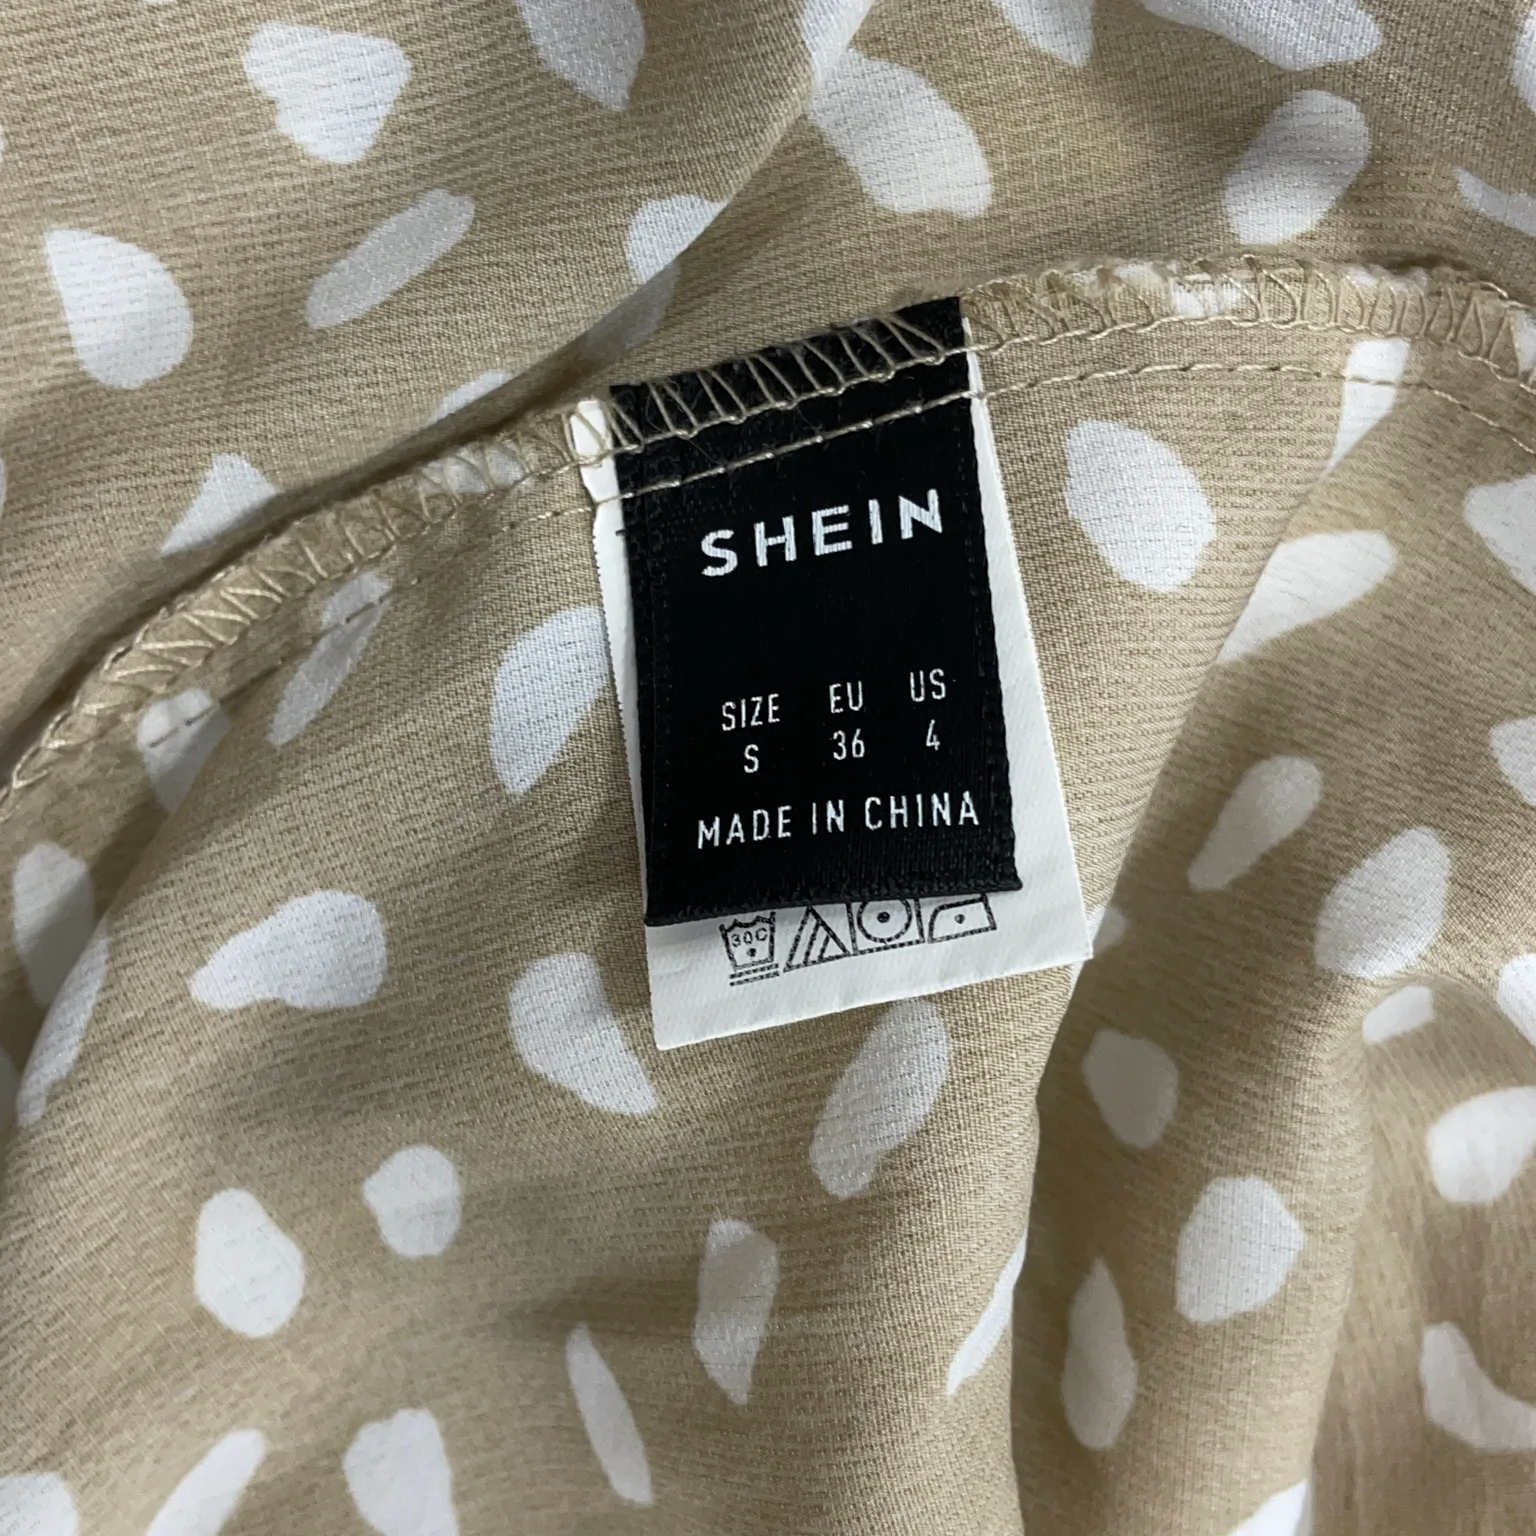 SHEIN
SIZE EU US
S 36 4
MADE IN CHINA
30C